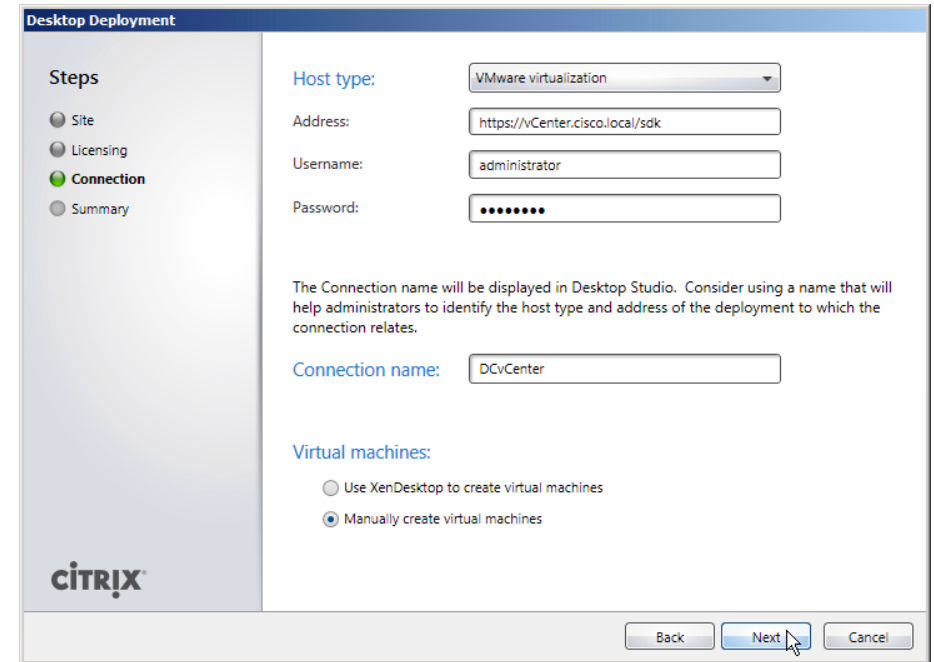 Desktop Deployment
Steps
Site
Licensing
Connection
Summary
Host type:
VMware virtualization
Address:
https://vCenter.cisco.local/sdk
Username:
administrator
Password:
••••••••
The Connection name will be displayed in Desktop Studio. Consider using a name that will
help administrators to identify the host type and address of the deployment to which the
connection relates.
Connection name:
DCvCenter
Virtual machines:
Use XenDesktop to create virtual machines
Manually create virtual machines
CİTRIX
Back
Next
Cancel